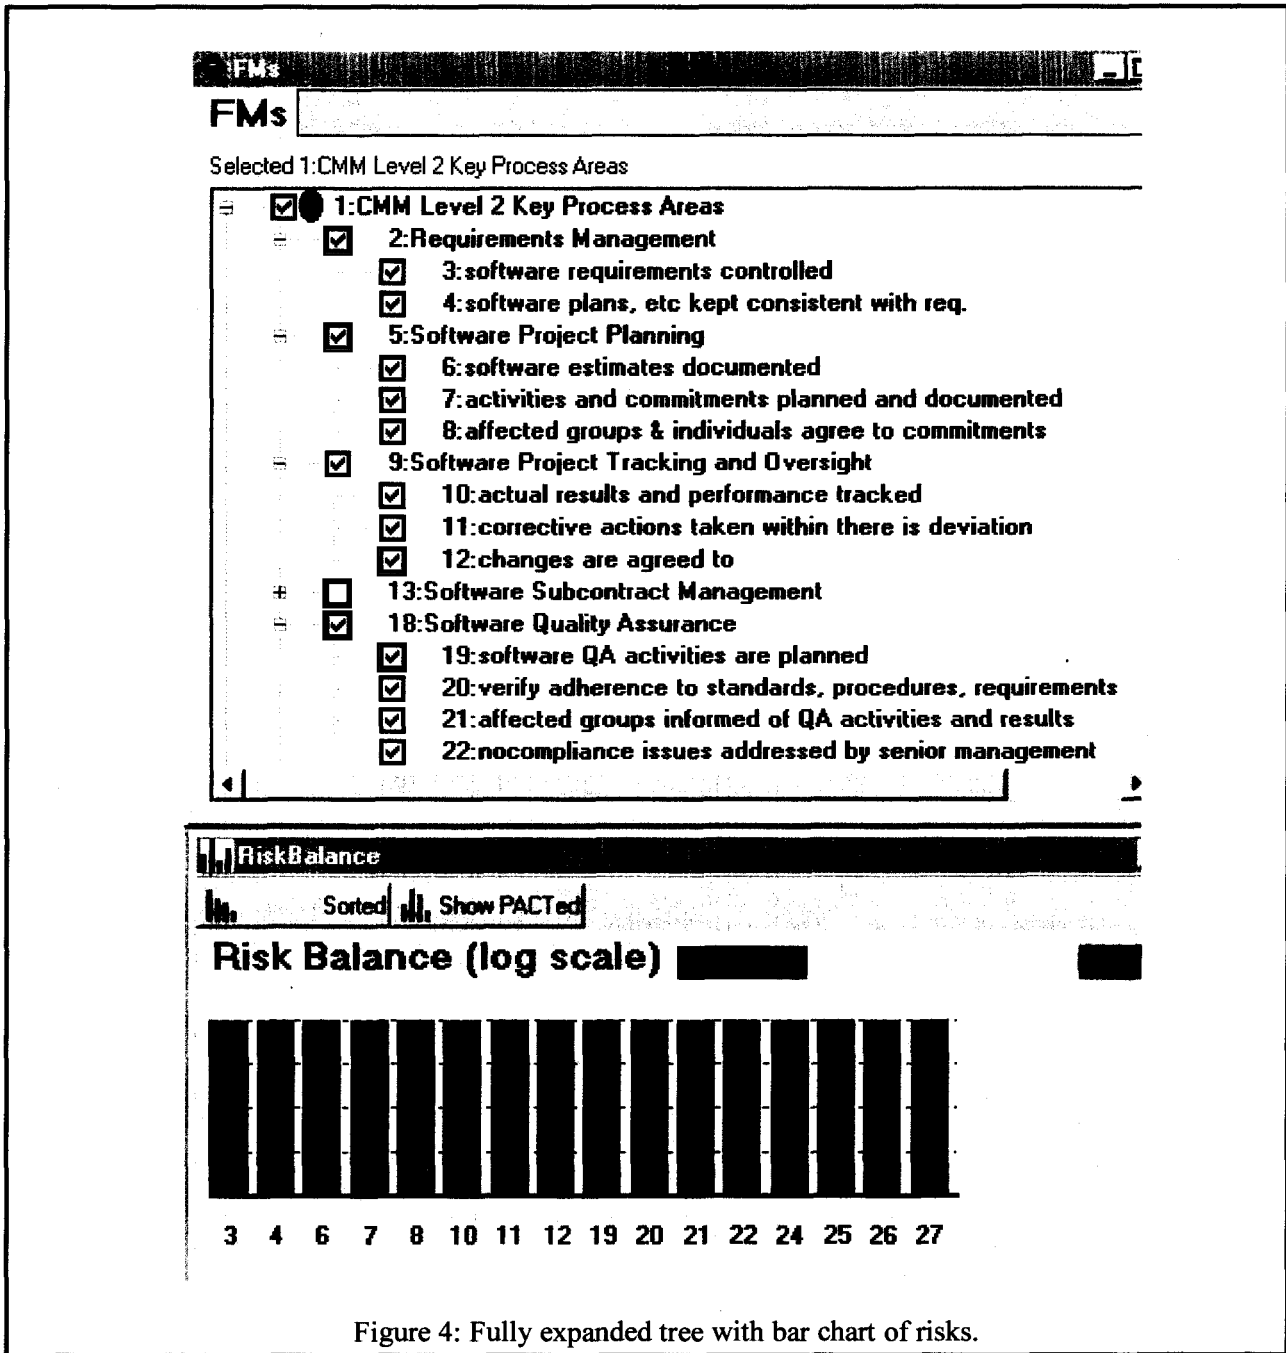 FMs
FMs
Selected 1:CMM Level 2 Key Process Areas
1:CMM Level 2 Key Process Areas
2:Requirements Management
3:software requirements controlled
4:software plans, etc kept consistent with req.
5:Software Project Planning
6:software estimates documented
7:activities and commitments planned and documented
8:affected groups & individuals agree to commitments
9:Software Project Tracking and Oversight
10:actual results and performance tracked
11:corrective actions taken within there is deviation
12:changes are agreed to
13:Software Subcontract Management
18:Software Quality Assurance
19:software QA activities are planned
20:verify adherence to standards, procedures, requirements
21:affected groups informed of QA activities and results
22:nocompliance issues addressed by senior management
RiskBalance
Sorted Show PACTed
Risk Balance (log scale)
3 4 6 7 8 10 11 12 19 20 21 22 24 25 26 27
Figure 4: Fully expanded tree with bar chart of risks.